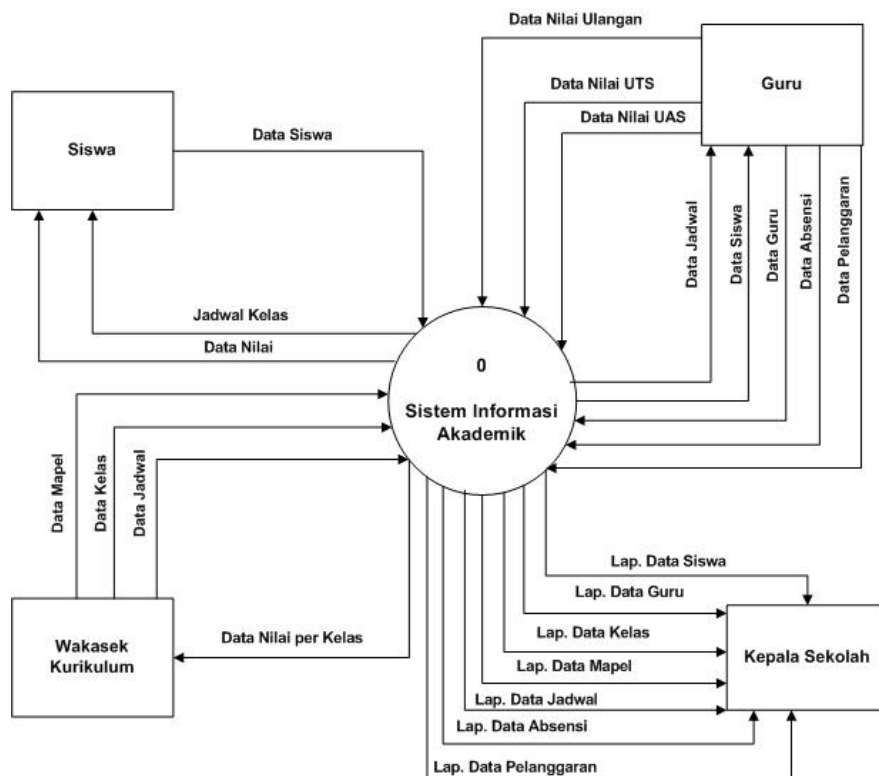 Data Nilai Ulangan
Guru
Data Nilai UTS
Data Nilai UAS
Siswa
Data Siswa
Data Jadwal
Data Siswa
Data Guru
Data Absensi
Data Pelanggaran
Jadwal Kelas
Data Nilai
0
Sistem Informasi
Akademik
Data Mapel
Data Kelas
Data Jadwal
Wakasek
Kurikulum
Data Nilai per Kelas
Lap. Data Siswa
Lap. Data Guru
Lap. Data Kelas
Lap. Data Mapel
Kepala Sekolah
Lap. Data Jadwal
Lap. Data Absensi
Lap. Data Pelanggaran